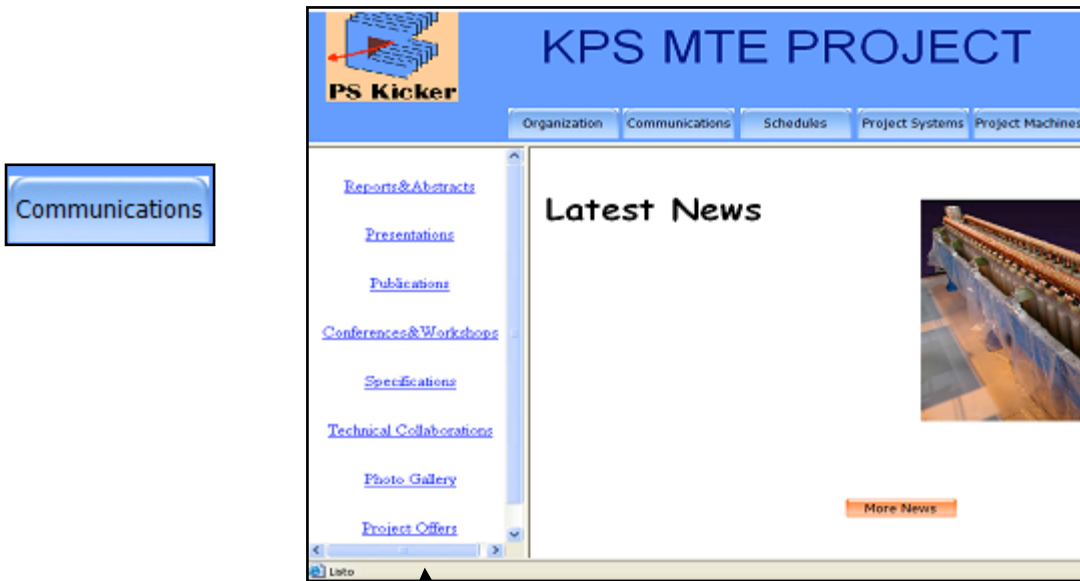 PS Kicker
KPS MTE PROJECT
Organization Communications Schedules Project Systems Project Machines
Communications
Reports&Abstracts
Presentations
Publications
Conferences&Workshops
Specifications
Technical Collaborations
Photo Gallery
Project Offers
Latest News
More News
Listo